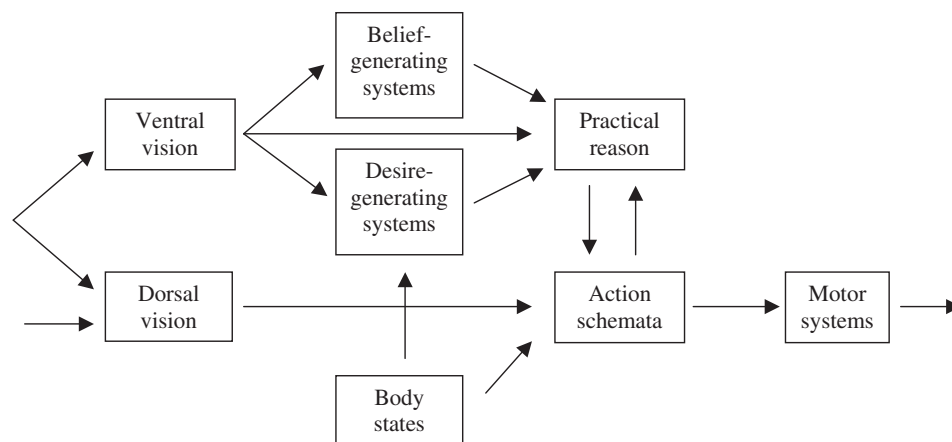 Belief-
generating
systems
Ventral
vision
Practical
reason
Desire-
generating
systems
Dorsal
vision
Action
schemata
Motor
systems
Body
states